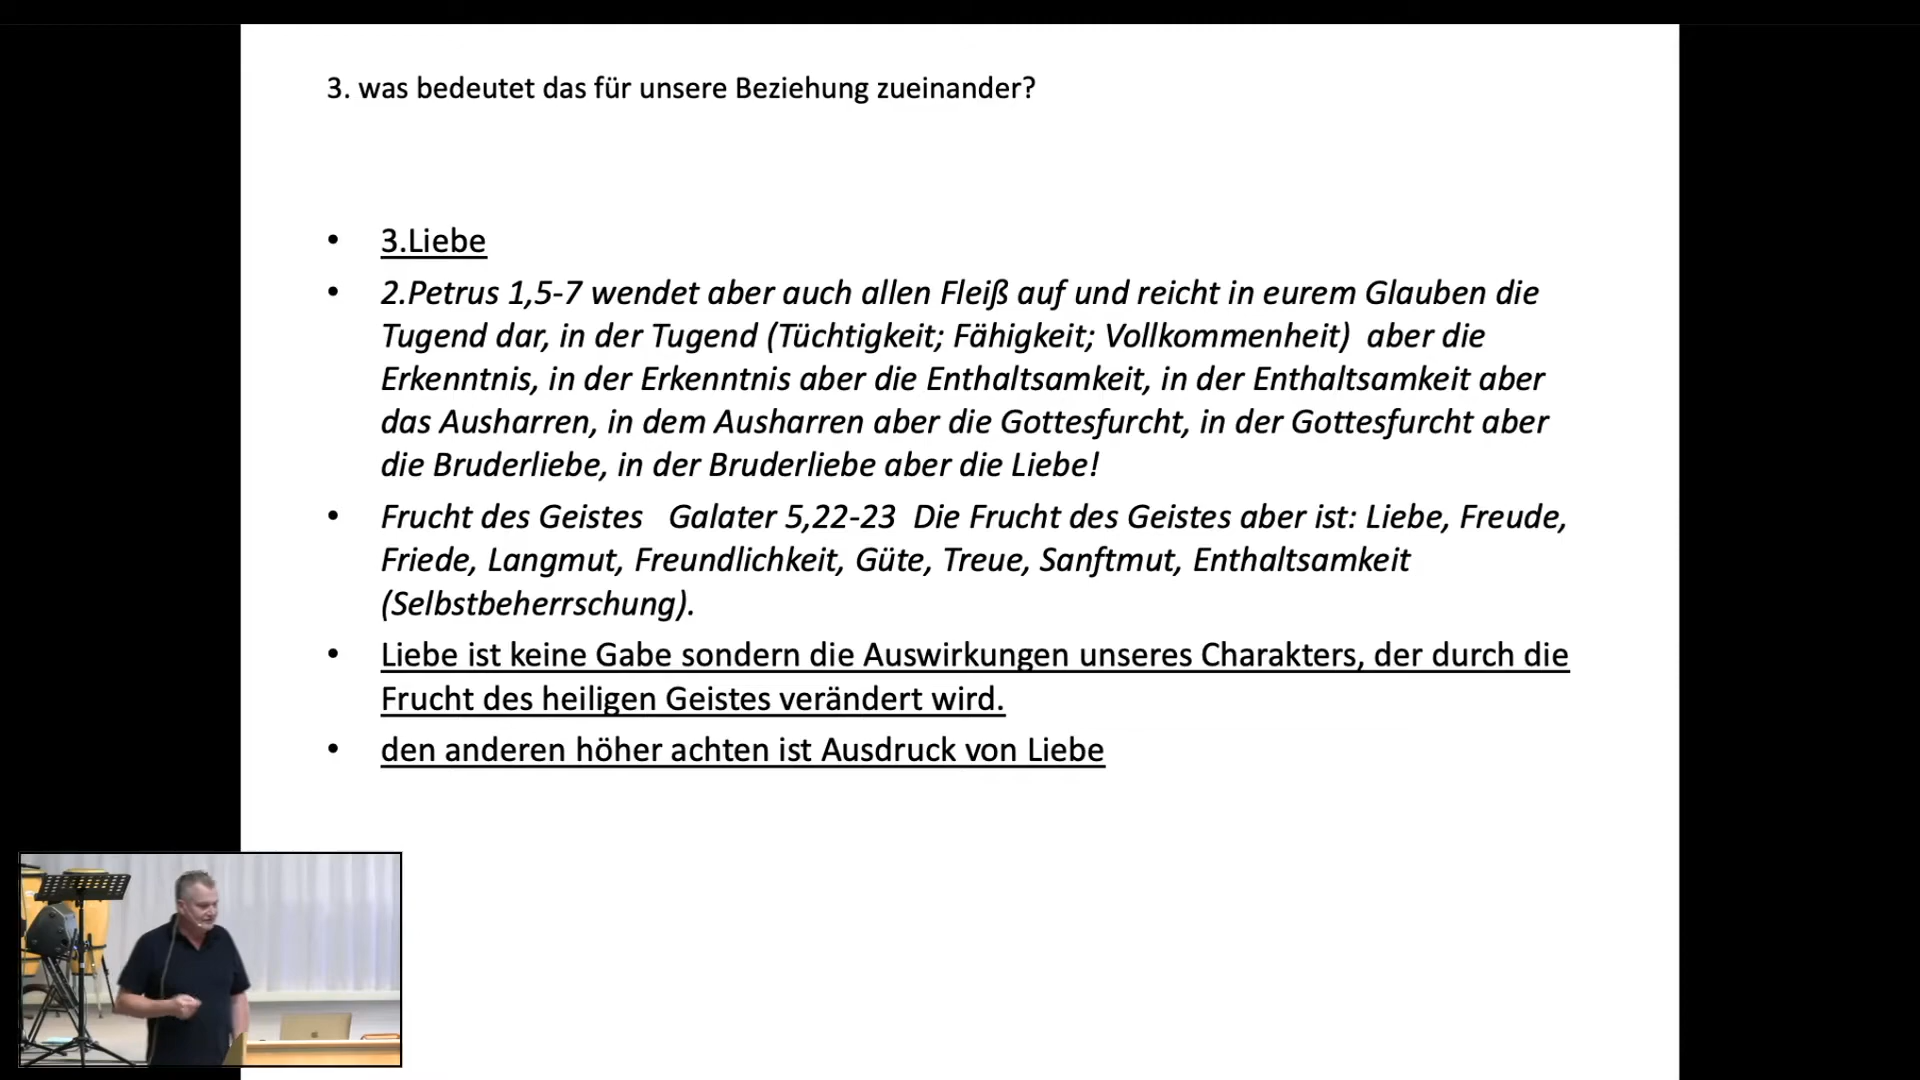 3. was bedeutet das für unsere Beziehung zueinander?
• 3.Liebe
• 2.Petrus 1,5-7 wendet aber auch allen Fleiß auf und reicht in eurem Glauben die
Tugend dar, in der Tugend (Tüchtigkeit; Fähigkeit; Vollkommenheit)  aber die
Erkenntnis, in der Erkenntnis aber die Enthaltsamkeit, in der Enthaltsamkeit aber
das Ausharren, in dem Ausharren aber die Gottesfurcht, in der Gottesfurcht aber
die Bruderliebe, in der Bruderliebe aber die Liebe!
• Frucht des Geistes   Galater 5,22-23  Die Frucht des Geistes aber ist: Liebe, Freude,
Friede, Langmut, Freundlichkeit, Güte, Treue, Sanftmut, Enthaltsamkeit
(Selbstbeherrschung).
• Liebe ist keine Gabe sondern die Auswirkungen unseres Charakters, der durch die
Frucht des heiligen Geistes verändert wird.
• den anderen höher achten ist Ausdruck von Liebe